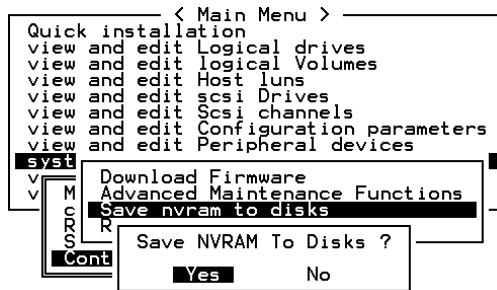 < Main Menu >
Quick installation
view and edit Logical drives
view and edit logical Volumes
view and edit Host luns
view and edit scsi Drives
view and edit Scsi channels
view and edit Configuration parameters
view and edit Peripheral devices
syst
v
v
Download Firmware
M
Advanced Maintenance Functions
c
Save nvram to disks
R
R
S
Save NVRAM To Disks ?
Cont
Yes
No